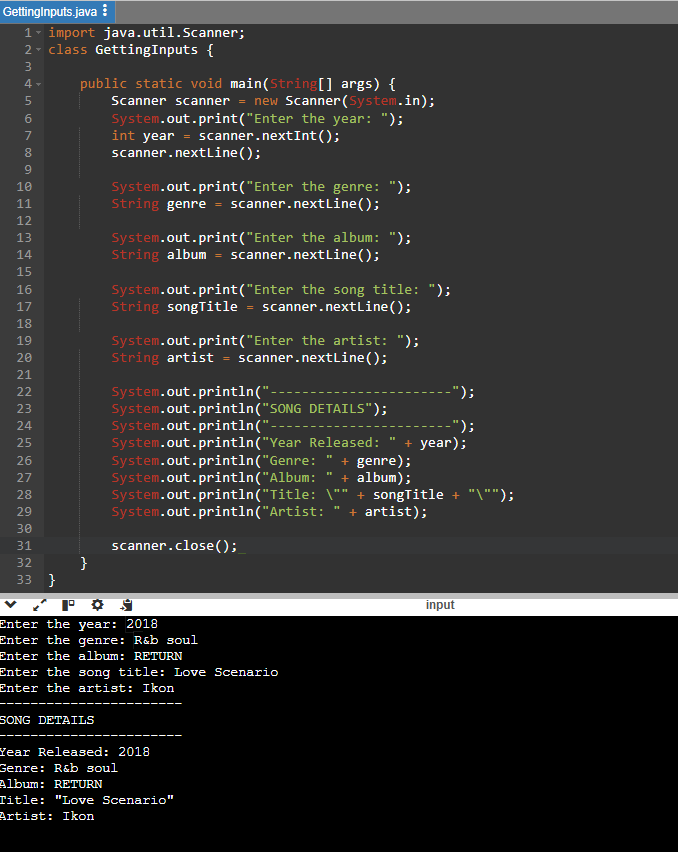 GettingInputs.java
1 import java.util.Scanner;
2 class GettingInputs {
3
4     public static void main(String[] args) {
5         Scanner scanner = new Scanner(System.in);
6         System.out.print("Enter the year: ");
7         int year = scanner.nextInt();
8         scanner.nextLine();
9
10         System.out.print("Enter the genre: ");
11         String genre = scanner.nextLine();
12
13         System.out.print("Enter the album: ");
14         String album = scanner.nextLine();
15
16         System.out.print("Enter the song title: ");
17         String songTitle = scanner.nextLine();
18
19         System.out.print("Enter the artist: ");
20         String artist = scanner.nextLine();
21
22         System.out.println("-----------------------");
23         System.out.println("SONG DETAILS");
24         System.out.println("-----------------------");
25         System.out.println("Year Released: " + year);
26         System.out.println("Genre: " + genre);
27         System.out.println("Album: " + album);
28         System.out.println("Title: \"" + songTitle + "\"");
29         System.out.println("Artist: " + artist);
30
31         scanner.close();
32     }
33 }
input
Enter the year: 2018
Enter the genre: R&b soul
Enter the album: RETURN
Enter the song title: Love Scenario
Enter the artist: Ikon
-----------------------
SONG DETAILS
-----------------------
Year Released: 2018
Genre: R&b soul
Album: RETURN
Title: "Love Scenario"
Artist: Ikon